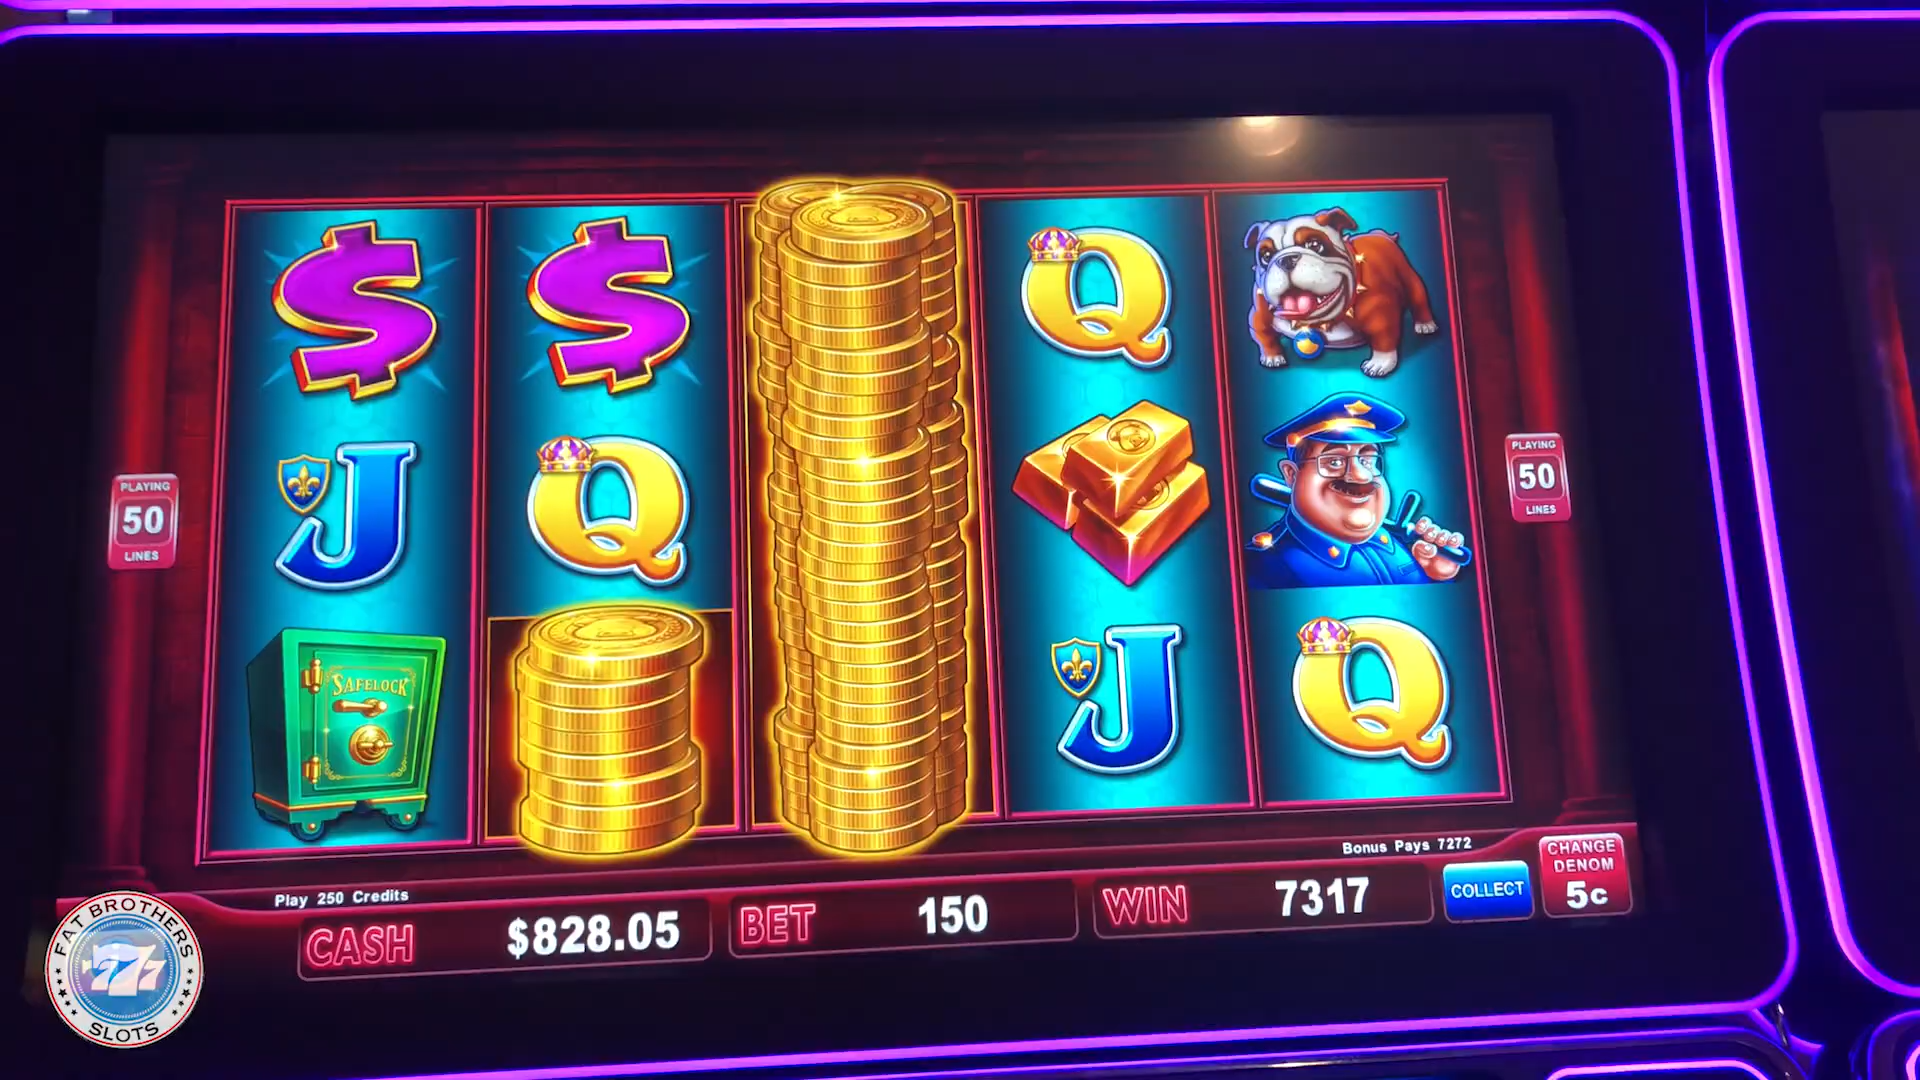 Q
J
Q
SAFELOCK
J
Q
PLAYING
50
LINES
PLAYING
50
LINES
Bonus Pays 7272
Play 250 Credits
CASH $828.05
BET 150
WIN 7317
COLLECT
CHANGE
DENOM
5c
FAT BROTHERS
777
SLOTS